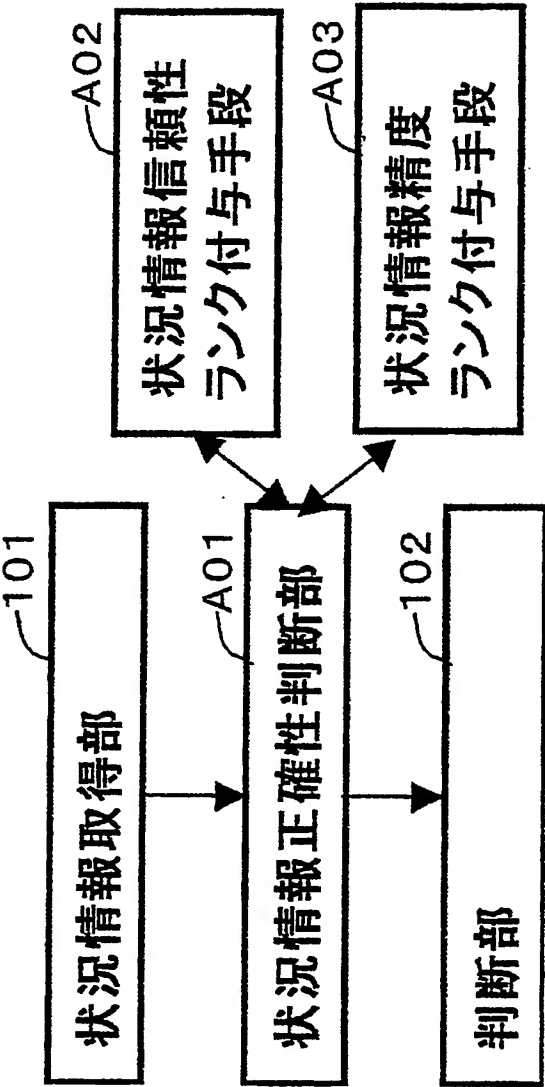 101
状況情報取得部
A01
状況情報正確性判断部
102
判断部
A02
状況情報信頼性
ランク付与手段
A03
状況情報精度
ランク付与手段